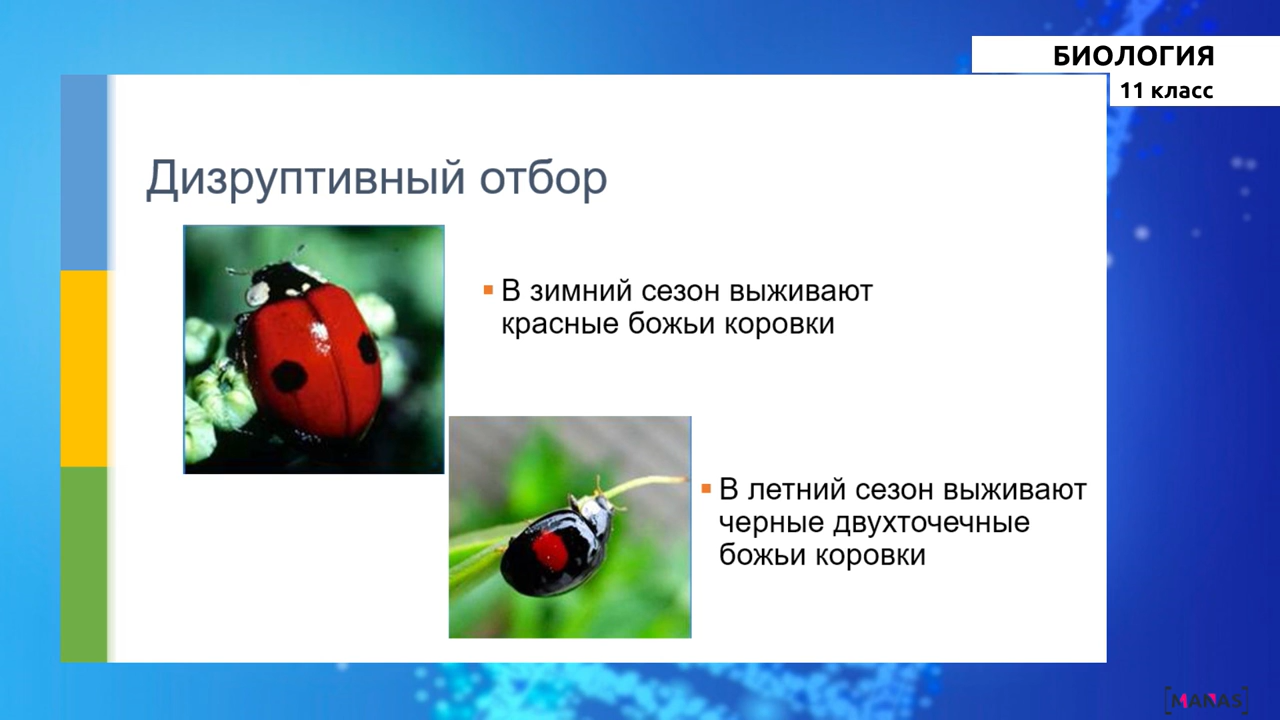 БИОЛОГИЯ
11 класс
Дизруптивный отбор
В зимний сезон выживают
красные божьи коровки
В летний сезон выживают
черные двухточечные
божьи коровки
[MANAS]